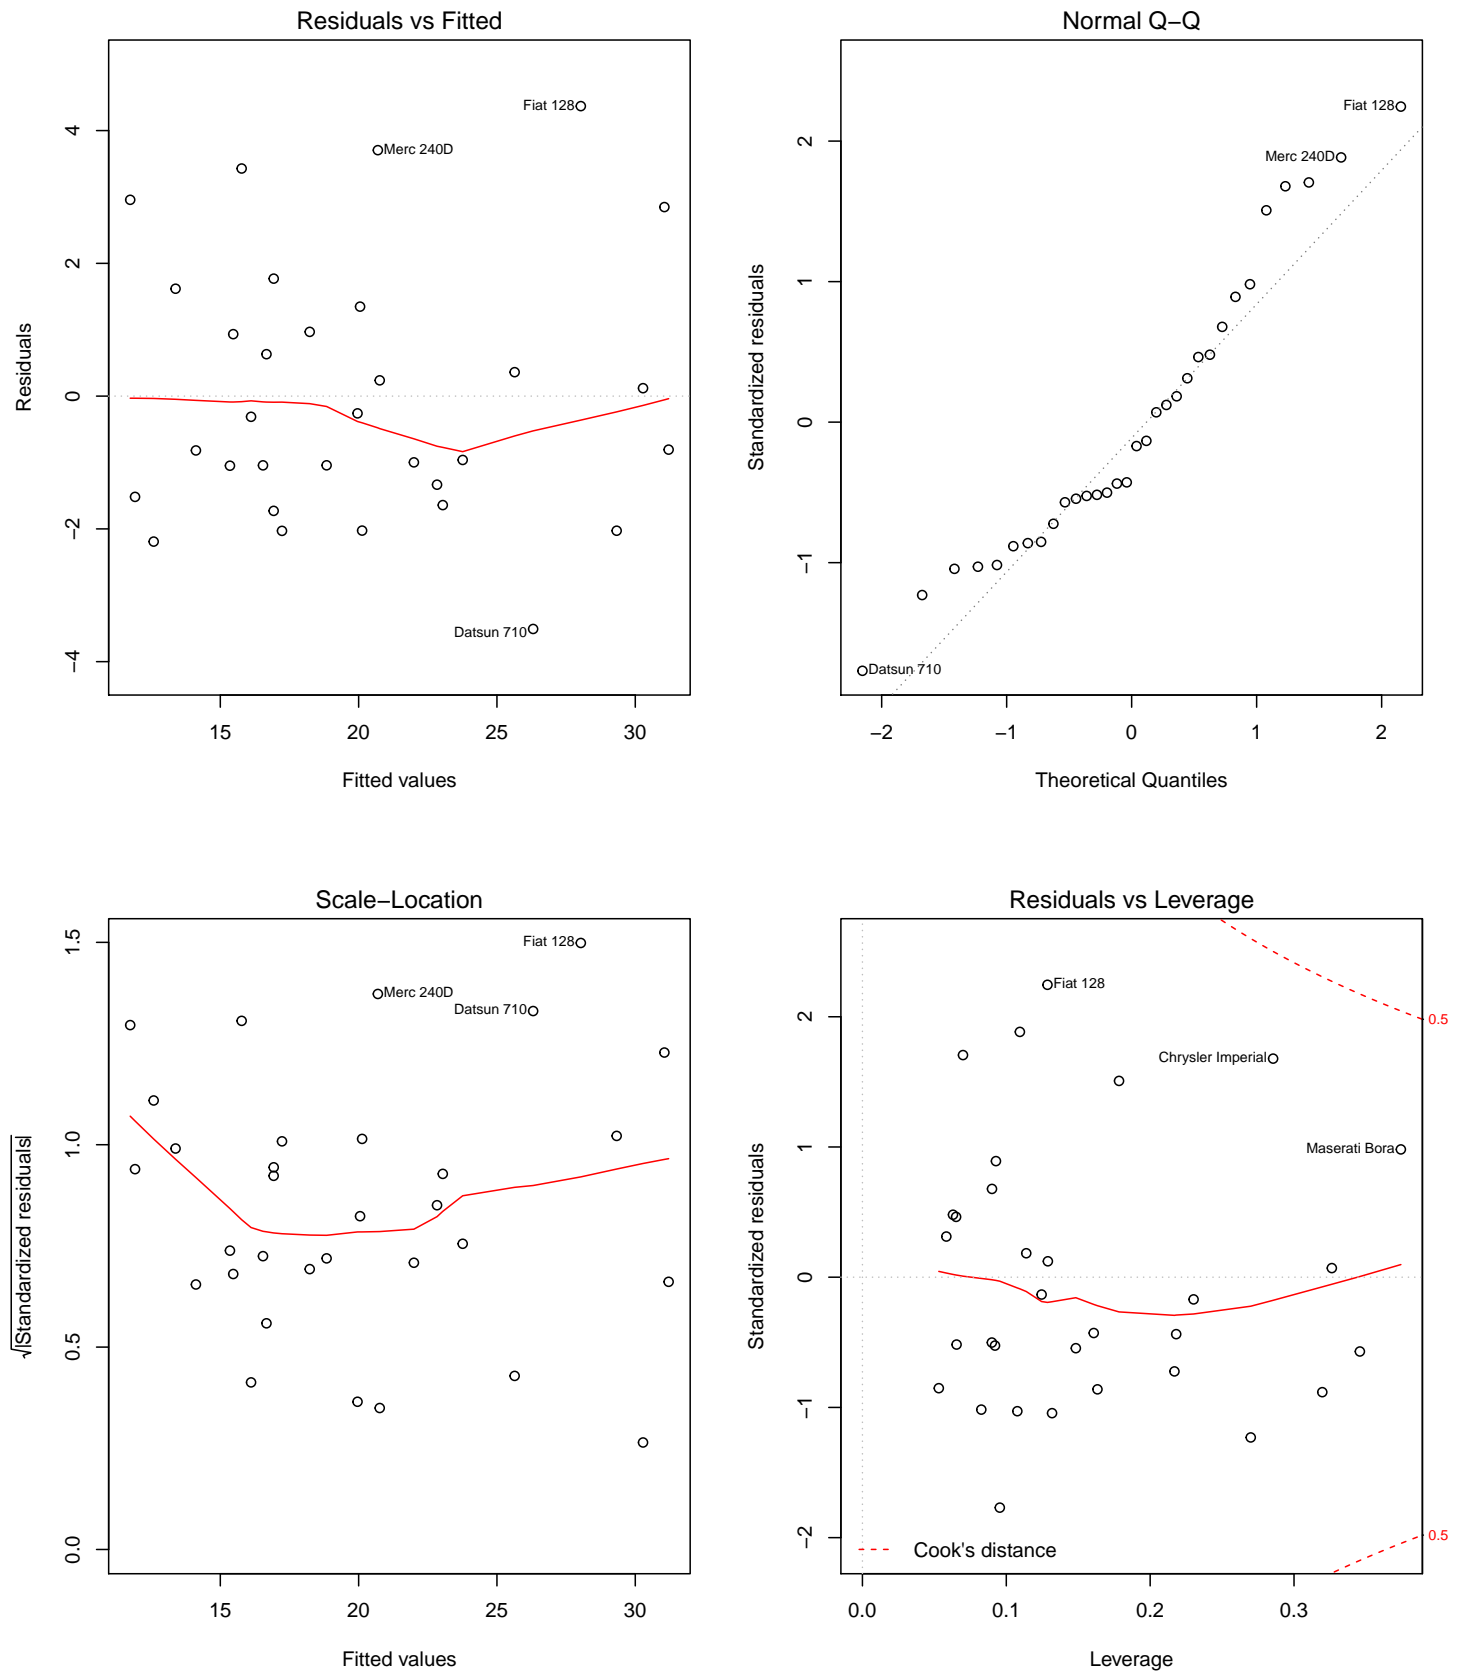 Residuals vs Fitted
Residuals
Fitted values
4
2
0
−2
−4
15 20 25 30
Fiat 128
Merc 240D
Datsun 710
Normal Q−Q
Standardized residuals
Theoretical Quantiles
2
1
0
−1
−2 −1 0 1 2
Fiat 128
Merc 240D
Datsun 710
Scale−Location
√|Standardized residuals|
Fitted values
1.5
1.0
0.5
0.0
15 20 25 30
Fiat 128
Merc 240D
Datsun 710
Residuals vs Leverage
Standardized residuals
Leverage
2
1
0
−1
−2
0.0 0.1 0.2 0.3
Fiat 128
Chrysler Imperial
Maserati Bora
0.5
0.5
Cook's distance